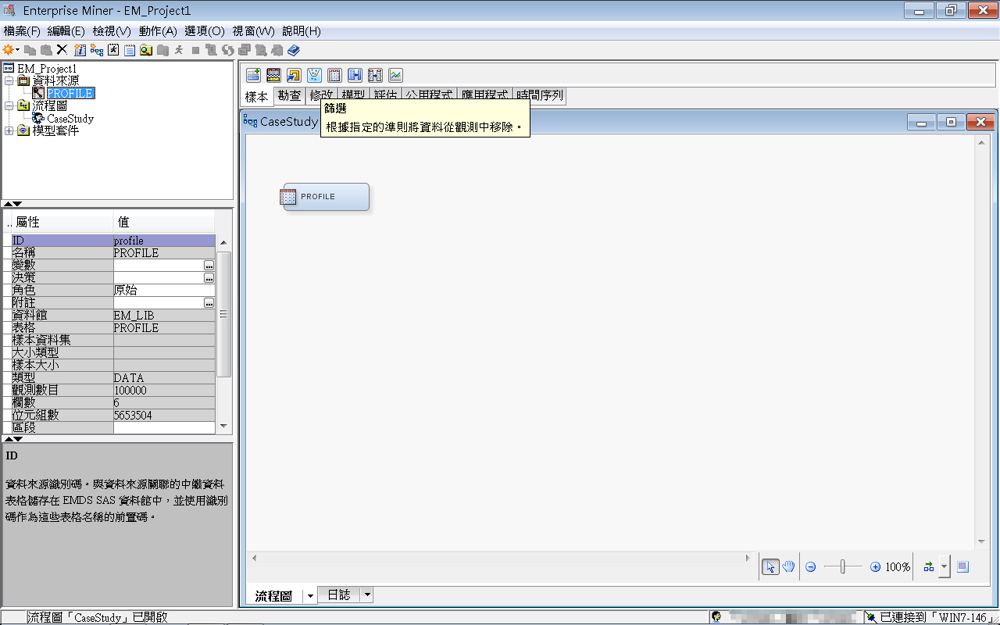 Enterprise Miner - EM_Project1
檔案(F) 編輯(E) 檢視(V) 動作(A) 選項(O) 視窗(W) 說明(H)
EM_Project1
資料來源
PROFILE
流程圖
CaseStudy
模型套件
.. 屬性 值
ID profile
名稱 PROFILE
變數 ...
決策 ...
角色 原始
附註 ...
資料館 EM_LIB
表格 PROFILE
樣本資料集
大小類型
樣本大小
類型 DATA
觀測數目 100000
欄數 6
位元組數 5653504
區段
ID
資料來源識別碼。與資料來源關聯的中繼資料
表格儲存在 EMDS SAS 資料館中，並使用識別
碼作為這些表格名稱的前置碼。
樣本 勘查 修改 模型 評估 公用程式 應用程式 時間序列
篩選
根據指定的準則將資料從觀測中移除。
CaseStudy
PROFILE
100%
流程圖 日誌
流程圖「CaseStudy」已開啟
已連接到「WIN7-146」